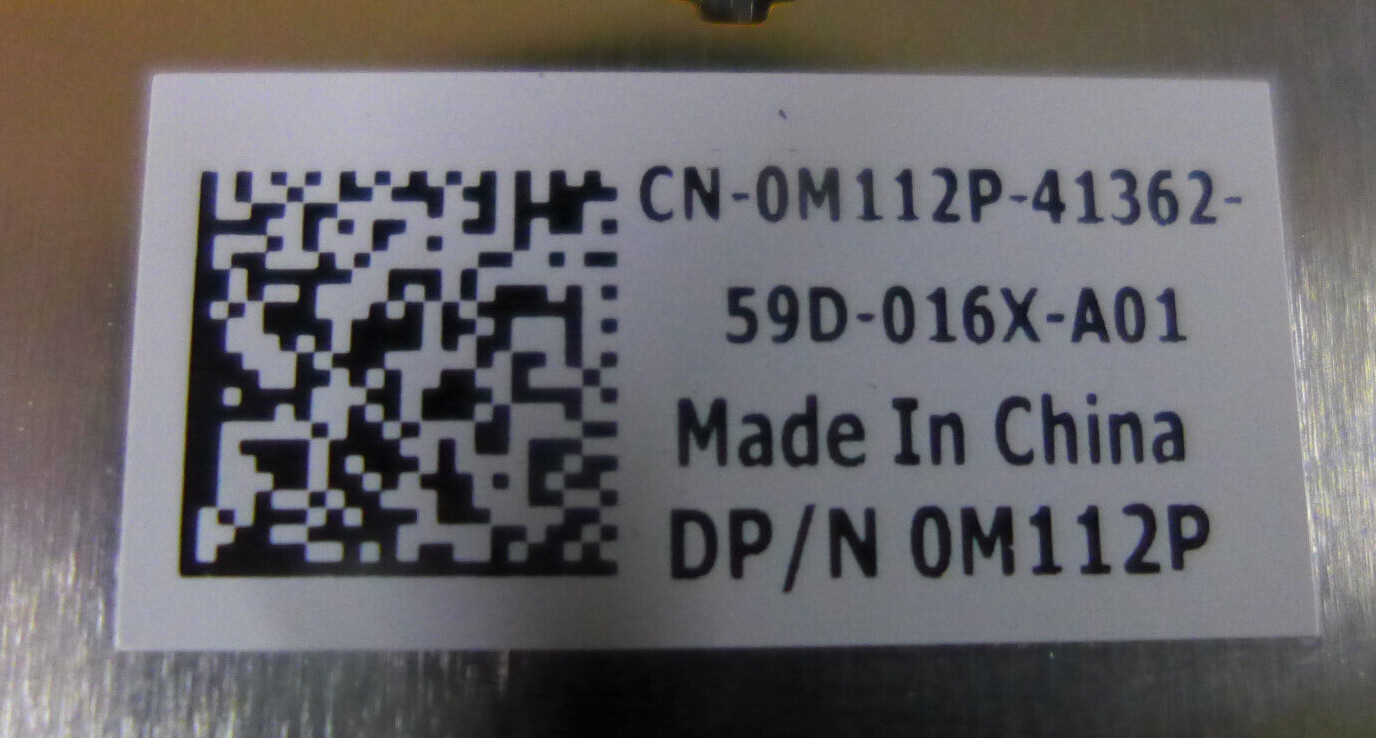 CN-0M112P-41362-
59D-016X-A01
Made In China
DP/N 0M112P